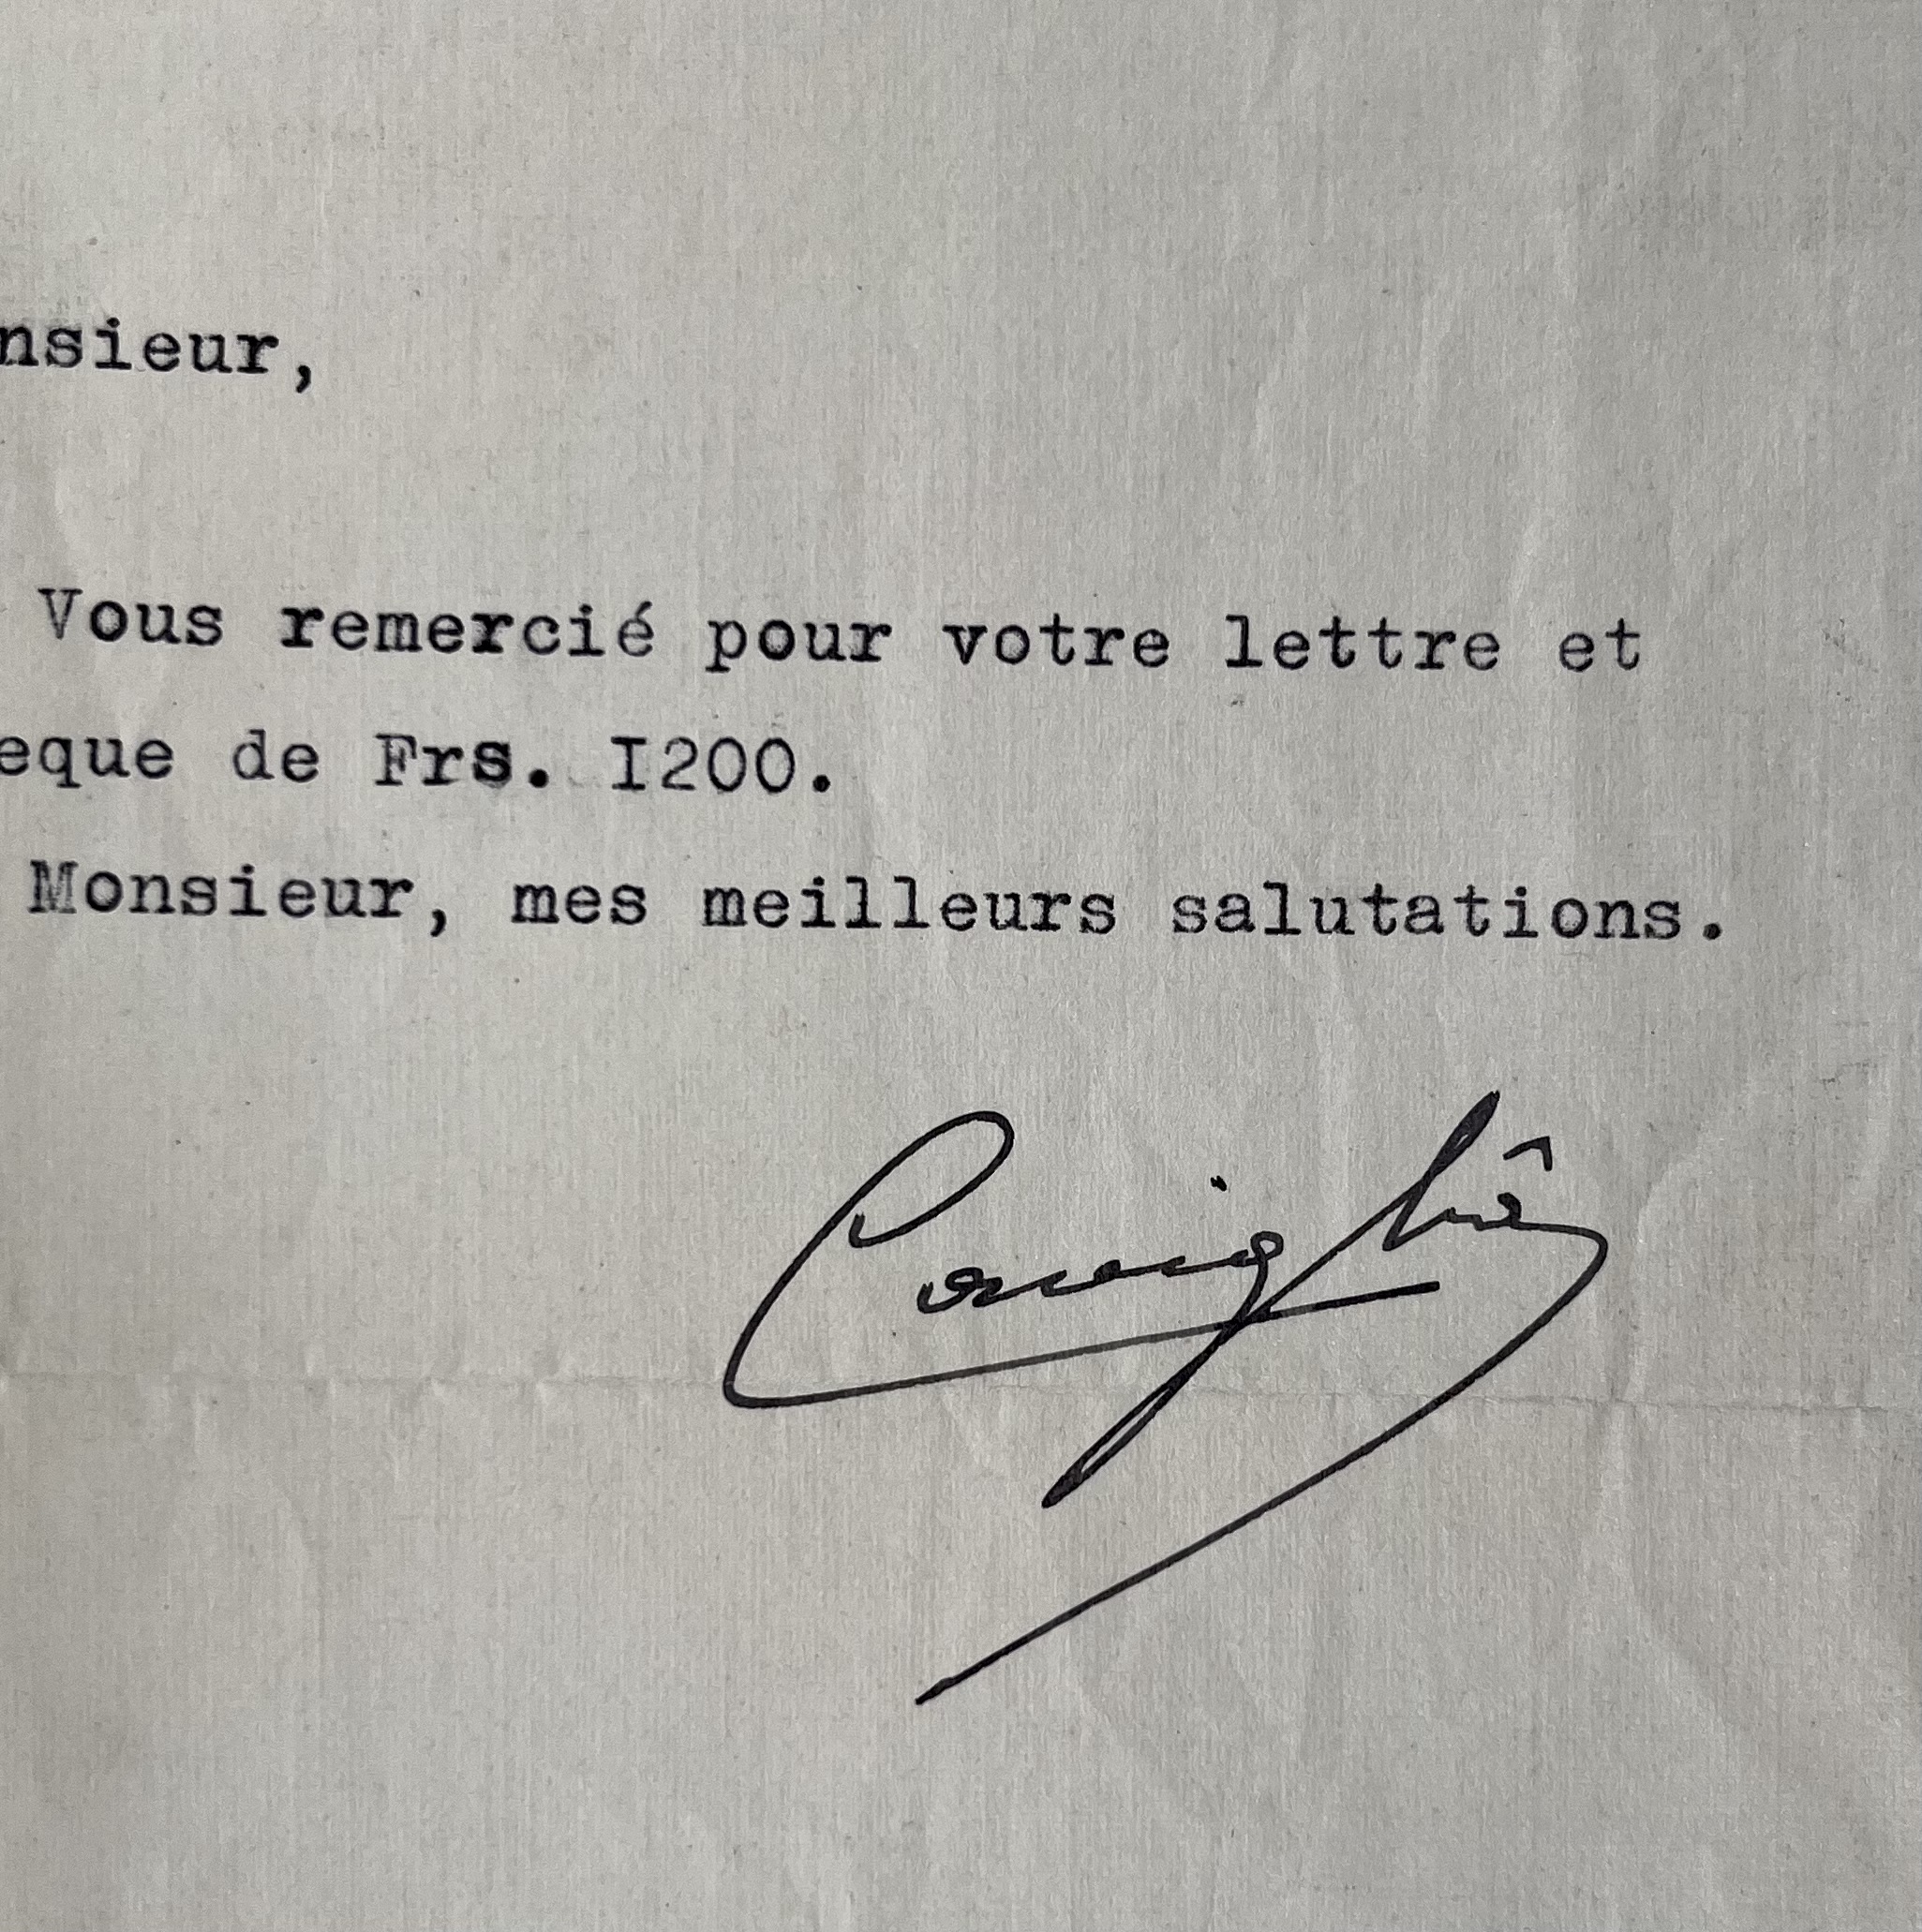 nsieur,
Vous remercié pour votre lettre et
eque de Frs. I200.
Monsieur, mes meilleurs salutations.